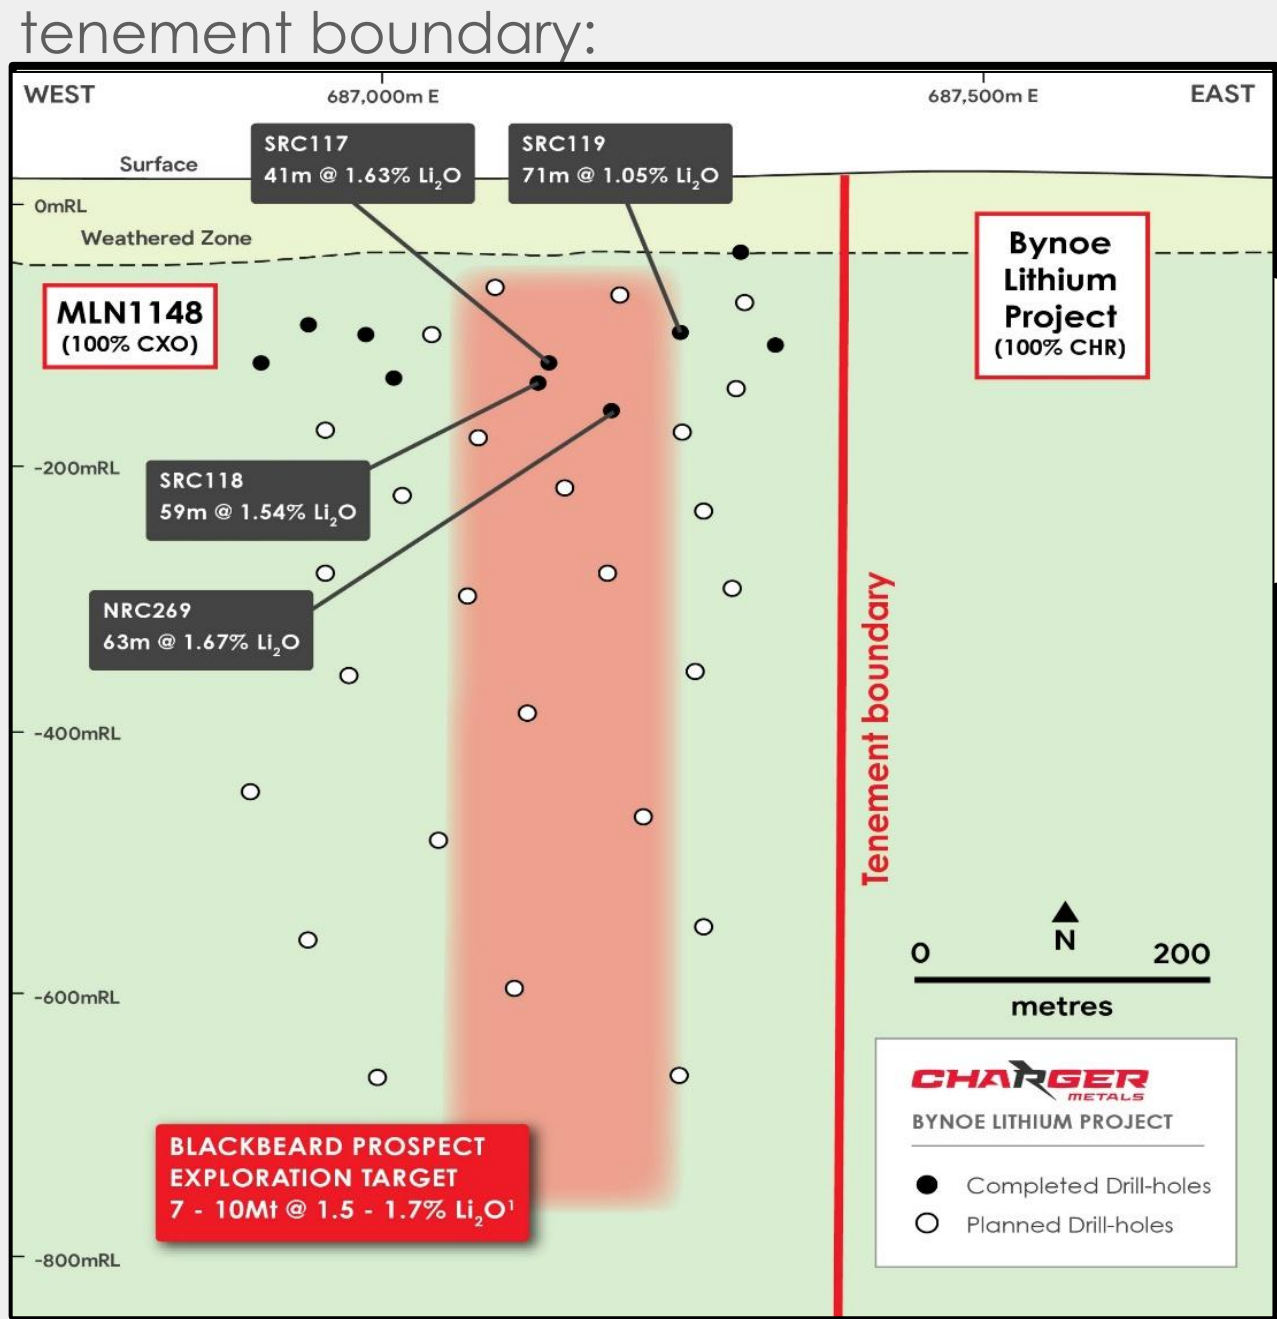 tenement boundary:
WEST
687,000m E
687,500m E
EAST
SRC117
41m @ 1.63% Li₂O
SRC119
71m @ 1.05% Li₂O
Surface
0mRL
Weathered Zone
MLN1148
(100% CXO)
Bynoe
Lithium
Project
(100% CHR)
-200mRL
SRC118
59m @ 1.54% Li₂O
NRC269
63m @ 1.67% Li₂O
Tenement boundary
-400mRL
N
0 200
metres
-600mRL
CHARGER
METALS
BYNOE LITHIUM PROJECT
Completed Drill-holes
Planned Drill-holes
BLACKBEARD PROSPECT
EXPLORATION TARGET
7 - 10Mt @ 1.5 - 1.7% Li₂O¹
-800mRL